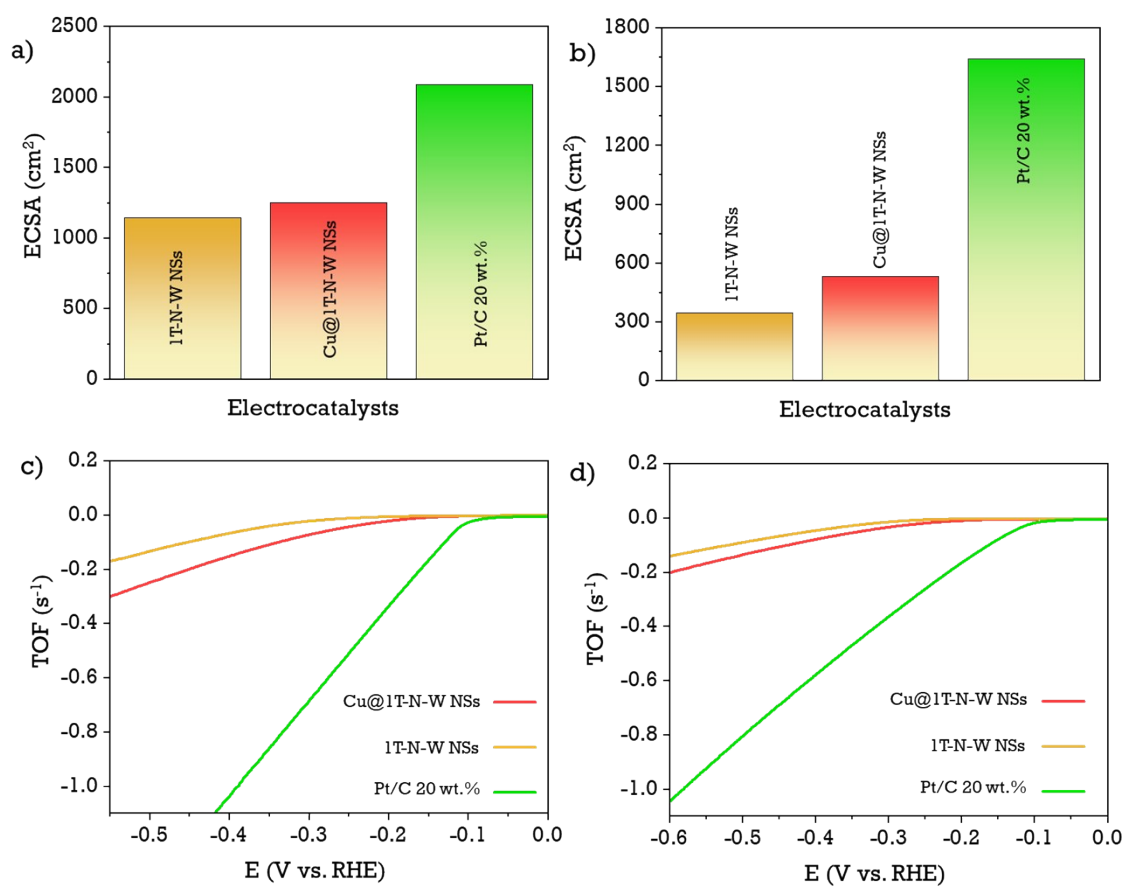 a)
ECSA (cm²)
2500
2000
1500
1000
500
0
1T-N-W NSs
Cu@1T-N-W NSs
Pt/C 20 wt.%
Electrocatalysts
b)
ECSA (cm²)
1800
1500
1200
900
600
300
0
1T-N-W NSs
Cu@1T-N-W NSs
Pt/C 20 wt.%
Electrocatalysts
c)
TOF (s⁻¹)
0.2
0.0
-0.2
-0.4
-0.6
-0.8
-1.0
Cu@1T-N-W NSs
1T-N-W NSs
Pt/C 20 wt.%
-0.5 -0.4 -0.3 -0.2 -0.1 0.0
E (V vs. RHE)
d)
TOF (s⁻¹)
0.2
0.0
-0.2
-0.4
-0.6
-0.8
-1.0
Cu@1T-N-W NSs
1T-N-W NSs
Pt/C 20 wt.%
-0.6 -0.5 -0.4 -0.3 -0.2 -0.1 0.0
E (V vs. RHE)